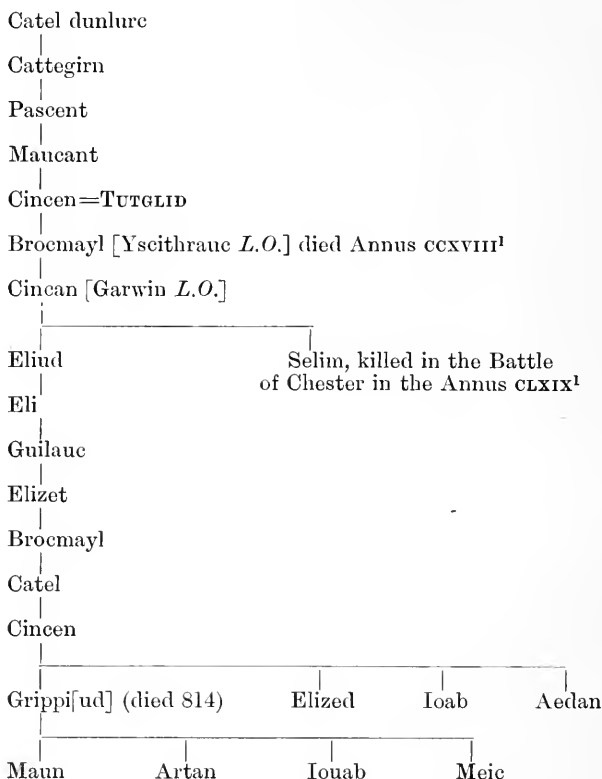 Catel dunlurc
Cattegirn
Pascent
Maucant
Cincen=TUTGLID
Brocmayl [Yscithrauc L.O.] died Annus CCXVIII¹
Cincan [Garwin L.O.]
Eliud
Selim, killed in the Battle
of Chester in the Annus CLXIX¹
Eli
Guilauc
Elizet
Brocmayl
Catel
Cincen
Grippi[ud] (died 814) Elized Ioab Aedan
Maun Artan Iouab Meic